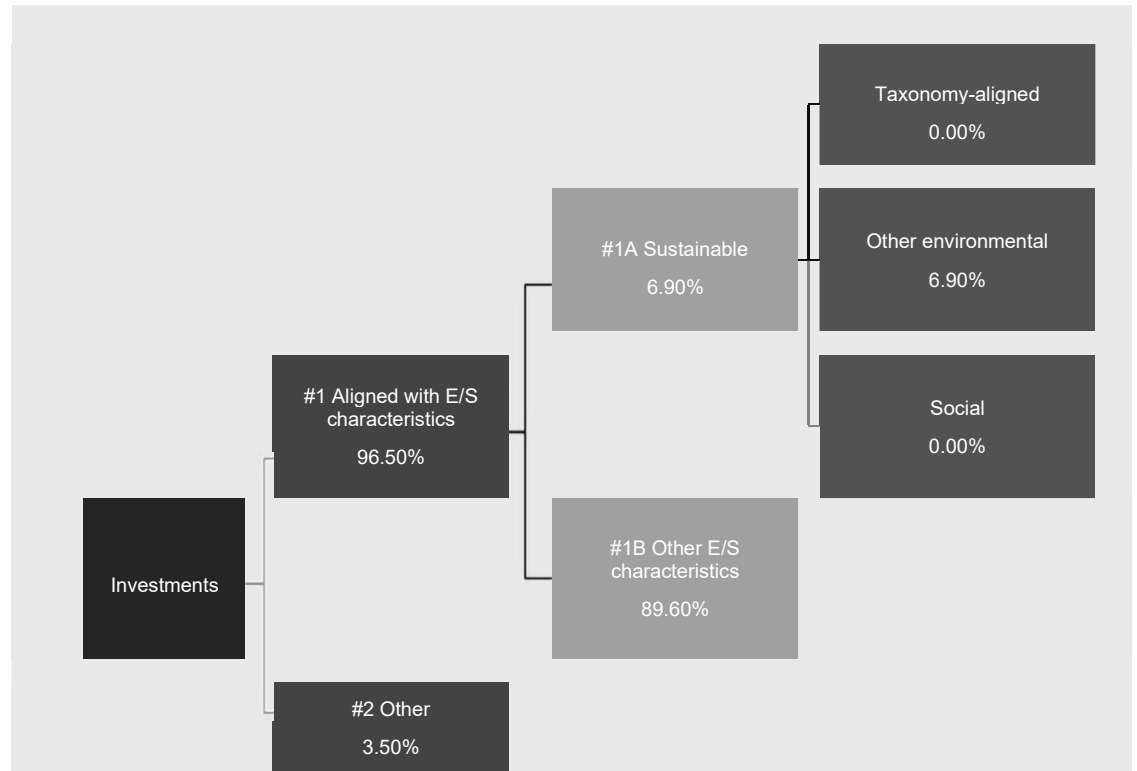 Taxonomy-aligned
0.00%
#1A Sustainable
6.90%
Other environmental
6.90%
#1 Aligned with E/S
characteristics
96.50%
Social
0.00%
Investments
#1B Other E/S
characteristics
89.60%
#2 Other
3.50%